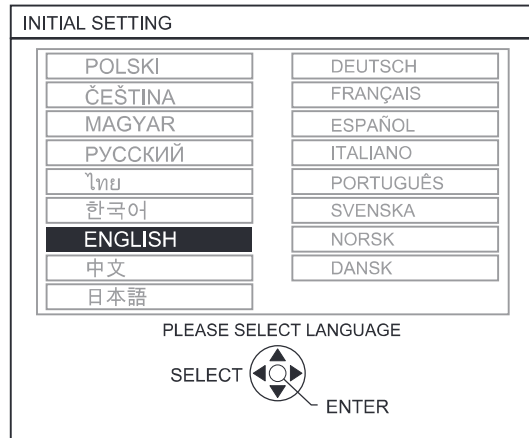 INITIAL SETTING
POLSKI
ČEŠTINA
MAGYAR
РУССКИЙ
ไทย
한국어
ENGLISH
中文
日本語
DEUTSCH
FRANÇAIS
ESPAÑOL
ITALIANO
PORTUGUÊS
SVENSKA
NORSK
DANSK
PLEASE SELECT LANGUAGE
SELECT
ENTER